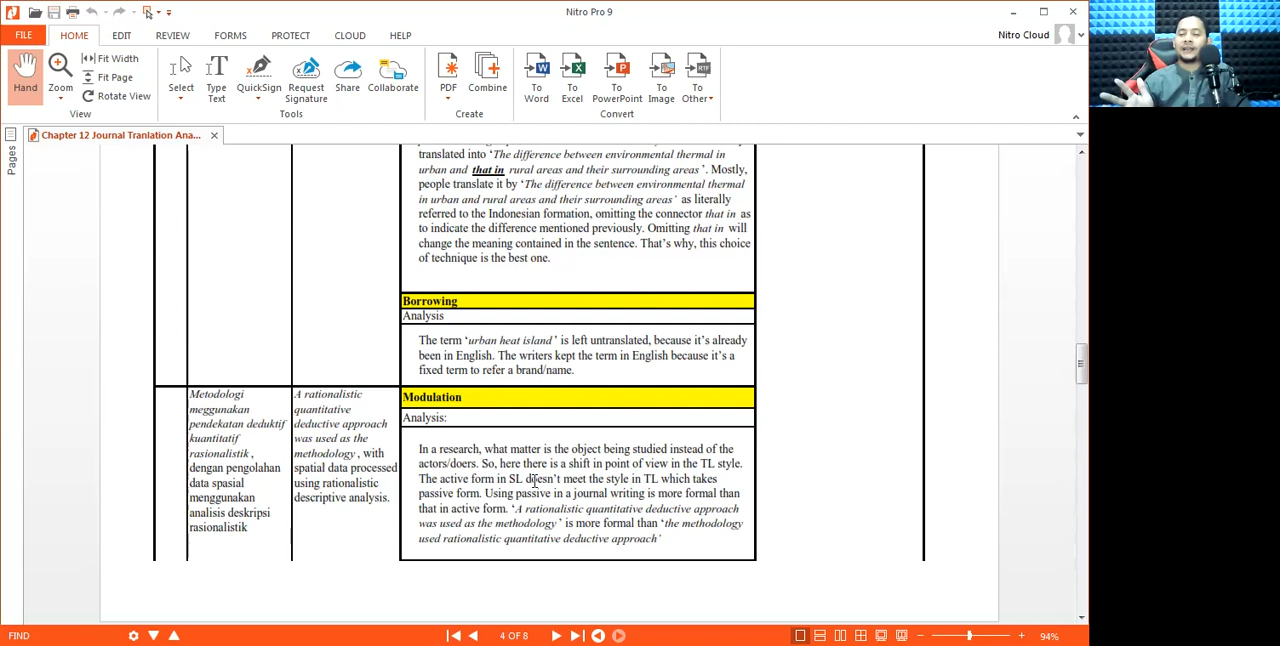 Nitro Pro 9
FILE HOME EDIT REVIEW FORMS PROTECT CLOUD HELP Nitro Cloud
Hand Zoom Fit Width Fit Page Rotate View
Select Type Text QuickSign Request Signature Share Collaborate
PDF Combine To Word To Excel To PowerPoint To Image To Other
View Tools Create Convert
Chapter 12 Journal Tranlation Ana...
Pages
translated into ‘The difference between environmental thermal in
urban and that in rural areas and their surrounding areas’. Mostly,
people translate it by ‘The difference between environmental thermal
in urban and rural areas and their surrounding areas’ as literally
referred to the Indonesian formation, omitting the connector that in as
to indicate the difference mentioned previously. Omitting that in will
change the meaning contained in the sentence. That’s why, this choice
of technique is the best one.
Borrowing
Analysis
The term ‘urban heat island’ is left untranslated, because it’s already
been in English. The writers kept the term in English because it’s a
fixed term to refer a brand/name.
Metodologi
meggunakan
pendekatan deduktif
kuantitatif
rasionalistik,
dengan pengolahan
data spasial
menggunakan
analisis deskripsi
rasionalistik
A rationalistic
quantitative
deductive approach
was used as the
methodology, with
spatial data processed
using rationalistic
descriptive analysis.
Modulation
Analysis:
In a research, what matter is the object being studied instead of the
actors/doers. So, here there is a shift in point of view in the TL style.
The active form in SL doesn’t meet the style in TL which takes
passive form. Using passive in a journal writing is more formal than
that in active form. ‘A rationalistic quantitative deductive approach
was used as the methodology’ is more formal than ‘the methodology
used rationalistic quantitative deductive approach’
FIND 4 OF 8 94%